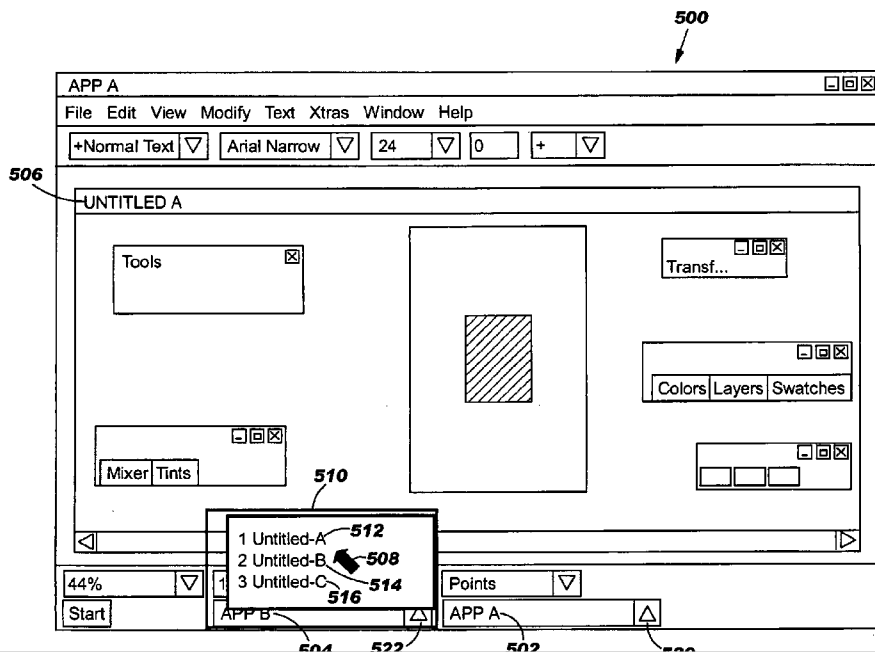 500
APP A
File Edit View Modify Text Xtras Window Help
+Normal Text Arial Narrow 24 0 +
506
UNTITLED A
Tools
Transf...
Colors Layers Swatches
Mixer Tints
510
1 Untitled-A 512
2 Untitled-B 508
514
3 Untitled-C
516
44% 1 Points
Start APP B APP A
504 522 502